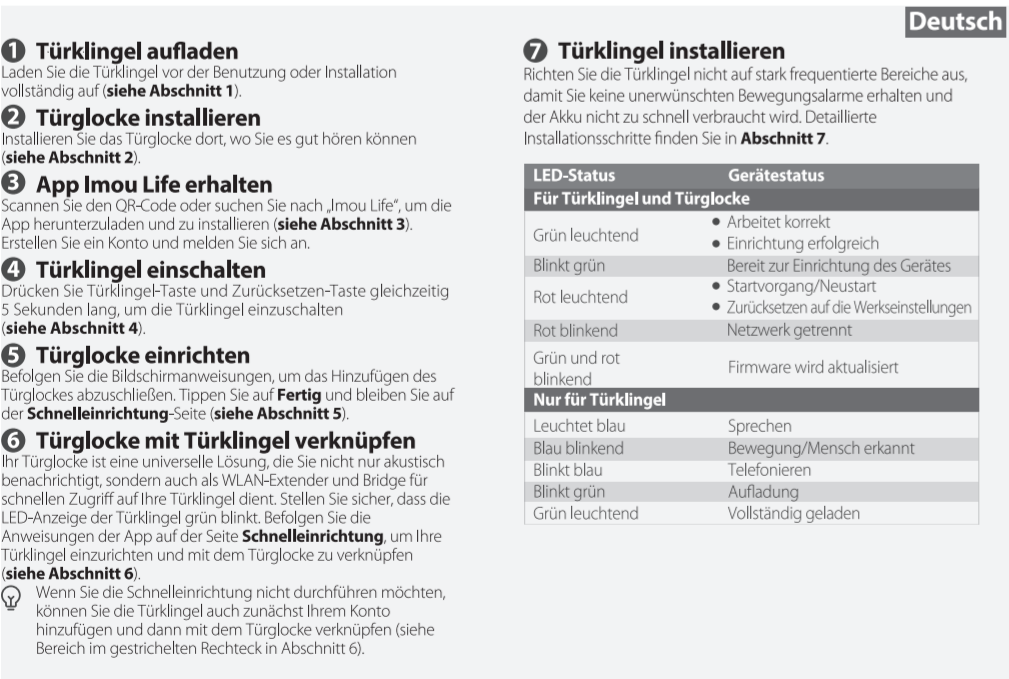 Deutsch
❶ Türklingel aufladen
Laden Sie die Türklingel vor der Benutzung oder Installation
vollständig auf (siehe Abschnitt 1).
❷ Türglocke installieren
Installieren Sie das Türglocke dort, wo Sie es gut hören können
(siehe Abschnitt 2).
❸ App Imou Life erhalten
Scannen Sie den QR-Code oder suchen Sie nach „Imou Life“, um die
App herunterzuladen und zu installieren (siehe Abschnitt 3).
Erstellen Sie ein Konto und melden Sie sich an.
❹ Türklingel einschalten
Drücken Sie Türklingel-Taste und Zurücksetzen-Taste gleichzeitig
5 Sekunden lang, um die Türklingel einzuschalten
(siehe Abschnitt 4).
❺ Türglocke einrichten
Befolgen Sie die Bildschirmanweisungen, um das Hinzufügen des
Türglockes abzuschließen. Tippen Sie auf Fertig und bleiben Sie auf
der Schnelleinrichtung-Seite (siehe Abschnitt 5).
❻ Türglocke mit Türklingel verknüpfen
Ihr Türglocke ist eine universelle Lösung, die Sie nicht nur akustisch
benachrichtigt, sondern auch als WLAN-Extender und Bridge für
schnellen Zugriff auf Ihre Türklingel dient. Stellen Sie sicher, dass die
LED-Anzeige der Türklingel grün blinkt. Befolgen Sie die
Anweisungen der App auf der Seite Schnelleinrichtung, um Ihre
Türklingel einzurichten und mit dem Türglocke zu verknüpfen
(siehe Abschnitt 6).
Wenn Sie die Schnelleinrichtung nicht durchführen möchten,
können Sie die Türklingel auch zunächst Ihrem Konto
hinzufügen und dann mit dem Türglocke verknüpfen (siehe
Bereich im gestrichelten Rechteck in Abschnitt 6).
❼ Türklingel installieren
Richten Sie die Türklingel nicht auf stark frequentierte Bereiche aus,
damit Sie keine unerwünschten Bewegungsalarme erhalten und
der Akku nicht zu schnell verbraucht wird. Detaillierte
Installationsschritte finden Sie in Abschnitt 7.
LED-Status Gerätestatus
Für Türklingel und Türglocke
Grün leuchtend • Arbeitet korrekt
• Einrichtung erfolgreich
Blinkt grün Bereit zur Einrichtung des Gerätes
Rot leuchtend • Startvorgang/Neustart
• Zurücksetzen auf die Werkseinstellungen
Rot blinkend Netzwerk getrennt
Grün und rot
blinkend Firmware wird aktualisiert
Nur für Türklingel
Leuchtet blau Sprechen
Blau blinkend Bewegung/Mensch erkannt
Blinkt blau Telefonieren
Blinkt grün Aufladung
Grün leuchtend Vollständig geladen